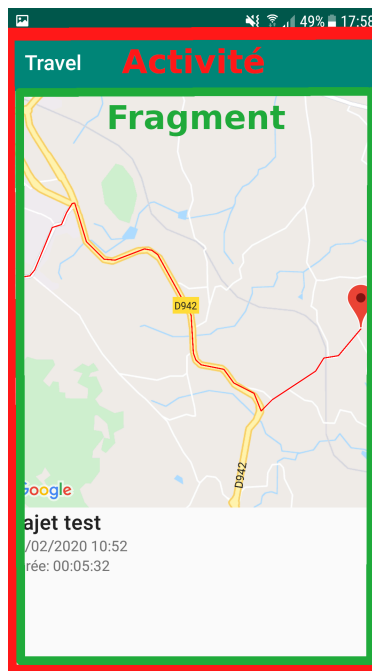 49% 17:58
Travel Activité
Fragment
D942
D942
Google
ajet test
/02/2020 10:52
rée: 00:05:32